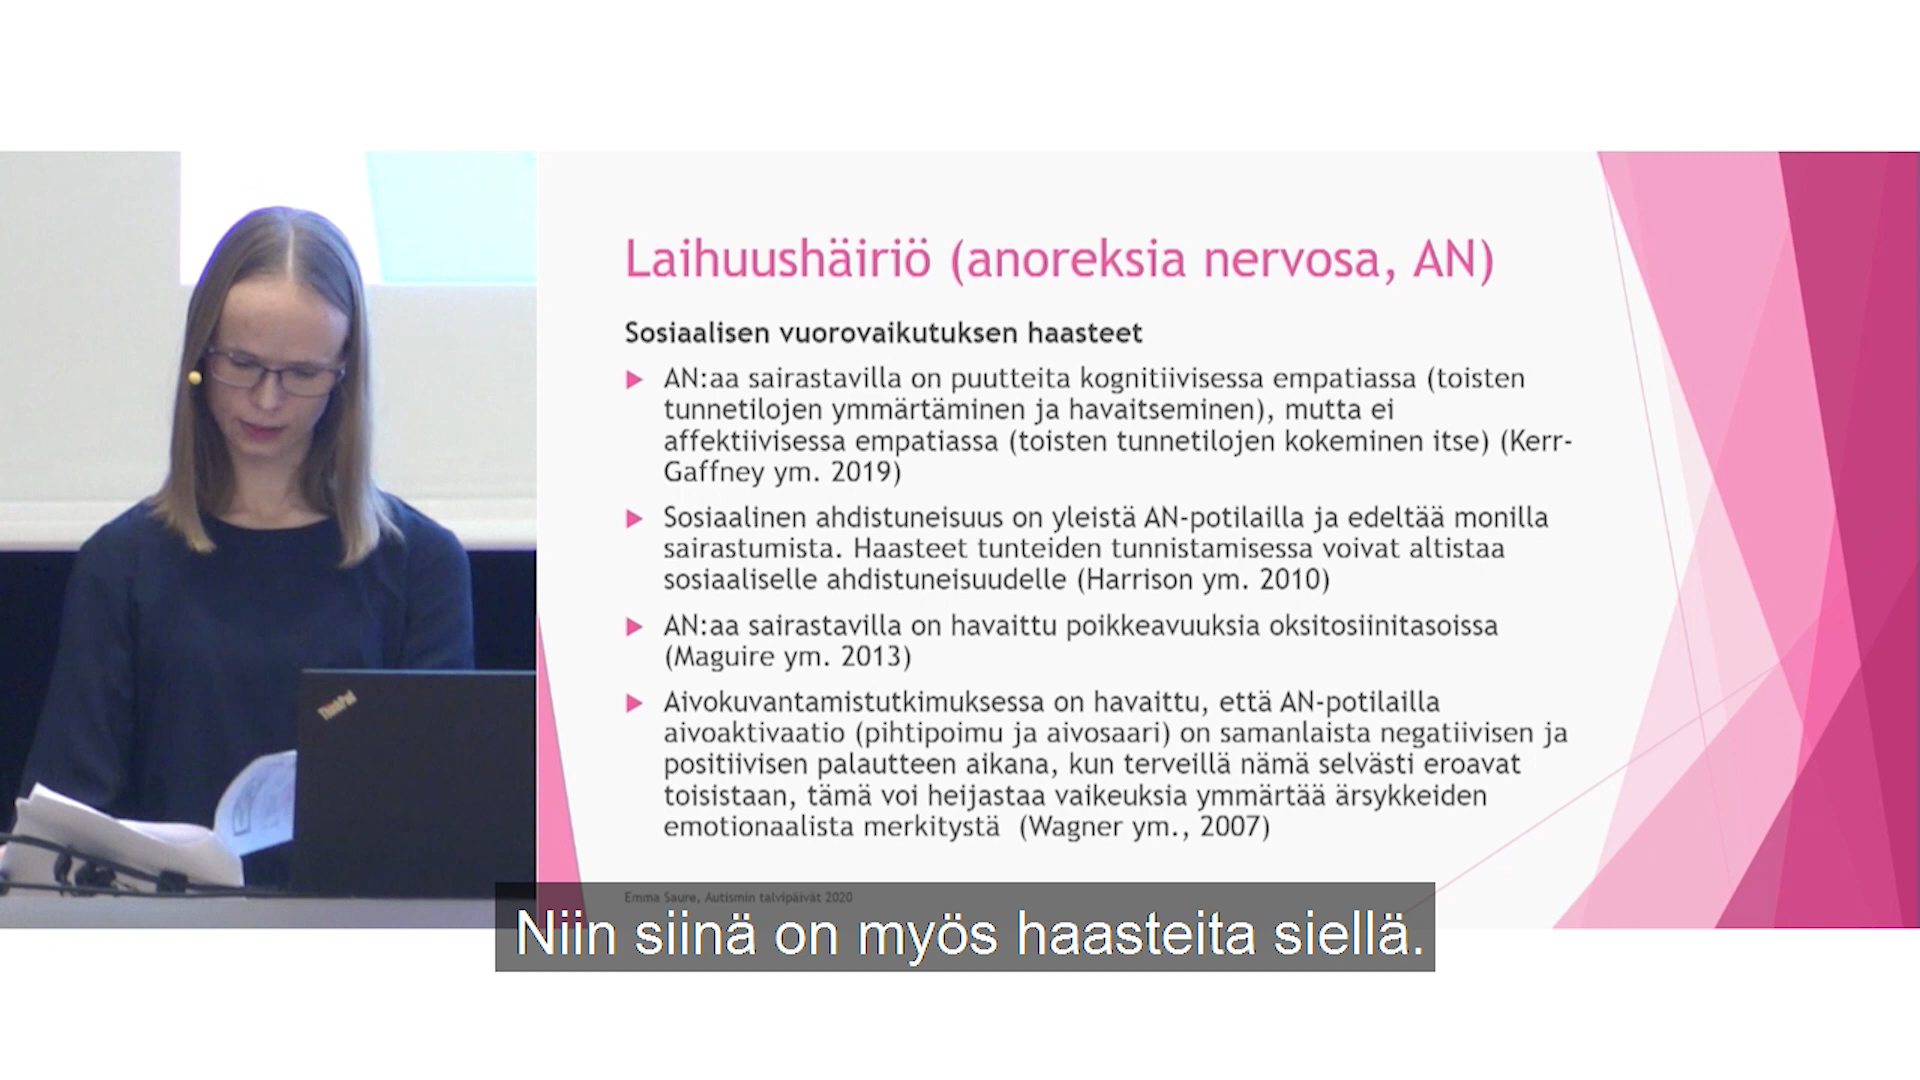 Laihuushäiriö (anoreksia nervosa, AN)
Sosiaalisen vuorovaikutuksen haasteet
AN:aa sairastavilla on puutteita kognitiivisessa empatiassa (toisten
tunnetilojen ymmärtäminen ja havaitseminen), mutta ei
affektiivisessa empatiassa (toisten tunnetilojen kokeminen itse) (Kerr-
Gaffney ym. 2019)
Sosiaalinen ahdistuneisuus on yleistä AN-potilailla ja edeltää monilla
sairastumista. Haasteet tunteiden tunnistamisessa voivat altistaa
sosiaaliselle ahdistuneisuudelle (Harrison ym. 2010)
AN:aa sairastavilla on havaittu poikkeavuuksia oksitosiinitasoissa
(Maguire ym. 2013)
Aivokuvantamistutkimuksessa on havaittu, että AN-potilailla
aivoaktivaatio (pihtipoimu ja aivosaari) on samanlaista negatiivisen ja
positiivisen palautteen aikana, kun terveillä nämä selvästi eroavat
toisistaan, tämä voi heijastaa vaikeuksia ymmärtää ärsykkeiden
emotionaalista merkitystä (Wagner ym., 2007)
Emma Saure, Autismin talvipäivät 2020
Niin siinä on myös haasteita siellä.
ThinkPad